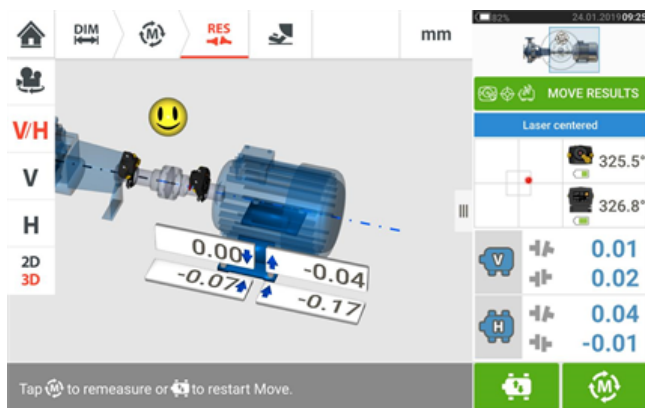 82% 24.01.2019 09:25
DIM RES mm
M
MOVE RESULTS
Laser centered
V/H
V
H
2D
3D
325.5°
326.8°
0.00 -0.04
-0.07 -0.17
V 0.01
0.02
H 0.04
-0.01
Tap M to remeasure or to restart Move.
M